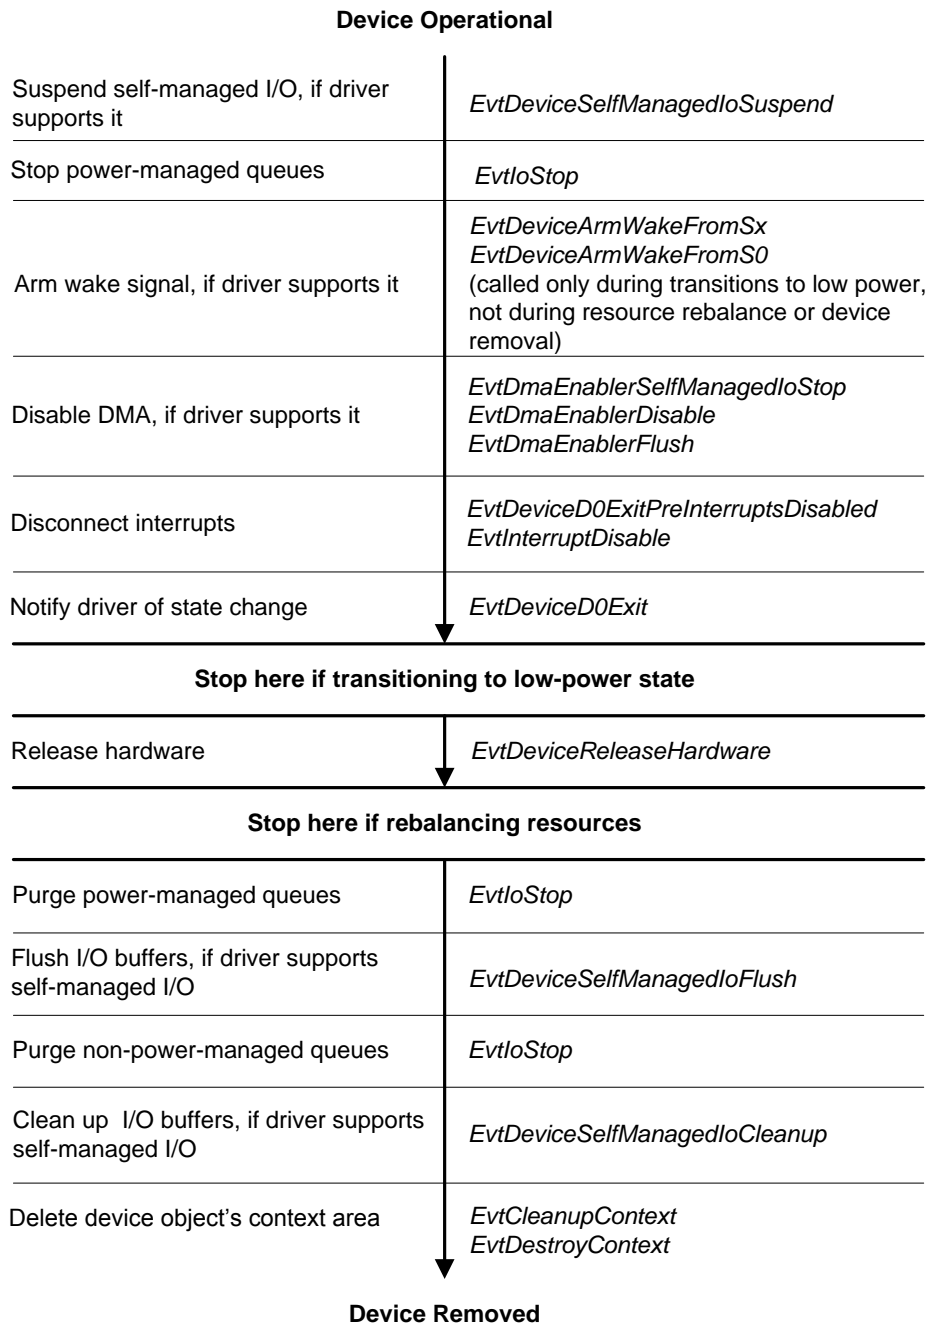 Device Operational
Suspend self-managed I/O, if driver
supports it
EvtDeviceSelfManagedIoSuspend
Stop power-managed queues
EvtIoStop
Arm wake signal, if driver supports it
EvtDeviceArmWakeFromSx
EvtDeviceArmWakeFromS0
(called only during transitions to low power,
not during resource rebalance or device
removal)
Disable DMA, if driver supports it
EvtDmaEnablerSelfManagedIoStop
EvtDmaEnablerDisable
EvtDmaEnablerFlush
Disconnect interrupts
EvtDeviceD0ExitPreInterruptsDisabled
EvtInterruptDisable
Notify driver of state change
EvtDeviceD0Exit
Stop here if transitioning to low-power state
Release hardware
EvtDeviceReleaseHardware
Stop here if rebalancing resources
Purge power-managed queues
EvtIoStop
Flush I/O buffers, if driver supports
self-managed I/O
EvtDeviceSelfManagedIoFlush
Purge non-power-managed queues
EvtIoStop
Clean up  I/O buffers, if driver supports
self-managed I/O
EvtDeviceSelfManagedIoCleanup
Delete device object's context area
EvtCleanupContext
EvtDestroyContext
Device Removed